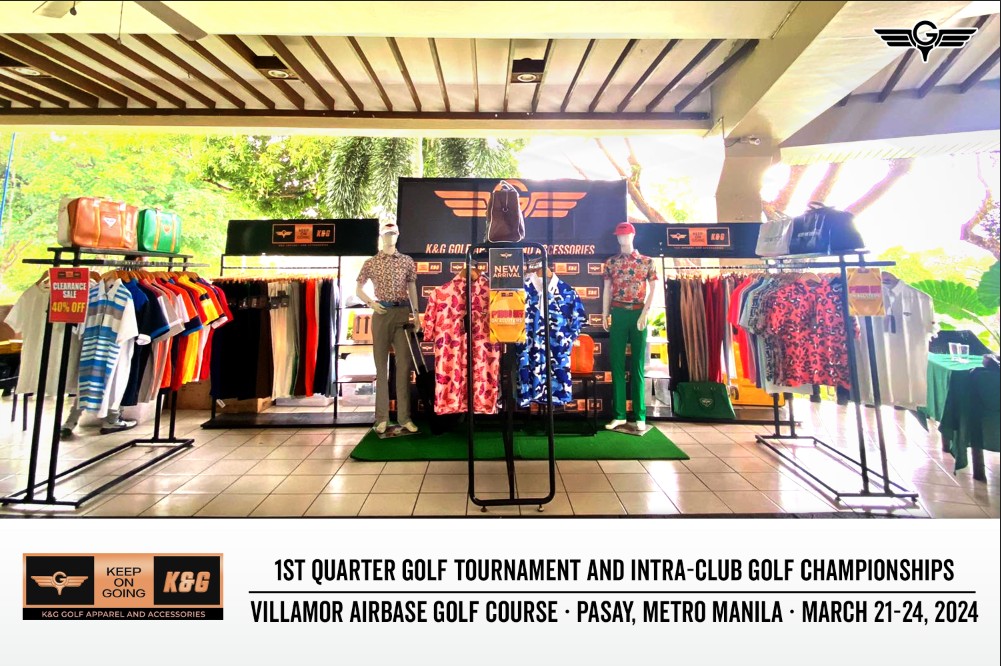 G
G
K&G
K&G GOLF AND ACCESSORIES
K&G
CLEARANCE
SALE
40% OFF
NEW
ARRIVAL
G
KEEP
ON
GOING
K&G
K&G GOLF APPAREL AND ACCESSORIES
1ST QUARTER GOLF TOURNAMENT AND INTRA-CLUB GOLF CHAMPIONSHIPS
VILLAMOR AIRBASE GOLF COURSE · PASAY, METRO MANILA · MARCH 21-24, 2024